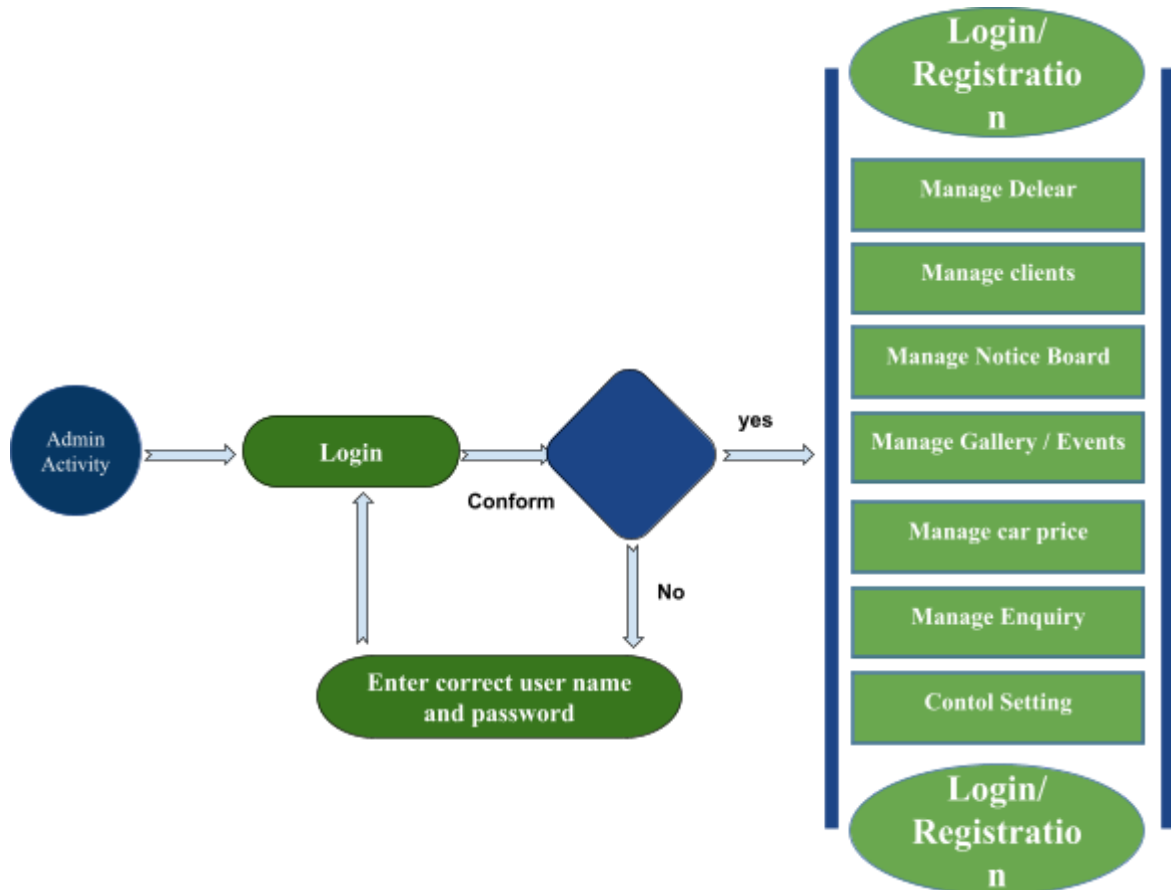 Admin
Activity
Login
Conform
yes
No
Enter correct user name
and password
Login/
Registratio
n
Manage Delear
Manage clients
Manage Notice Board
Manage Gallery / Events
Manage car price
Manage Enquiry
Contol Setting
Login/
Registratio
n